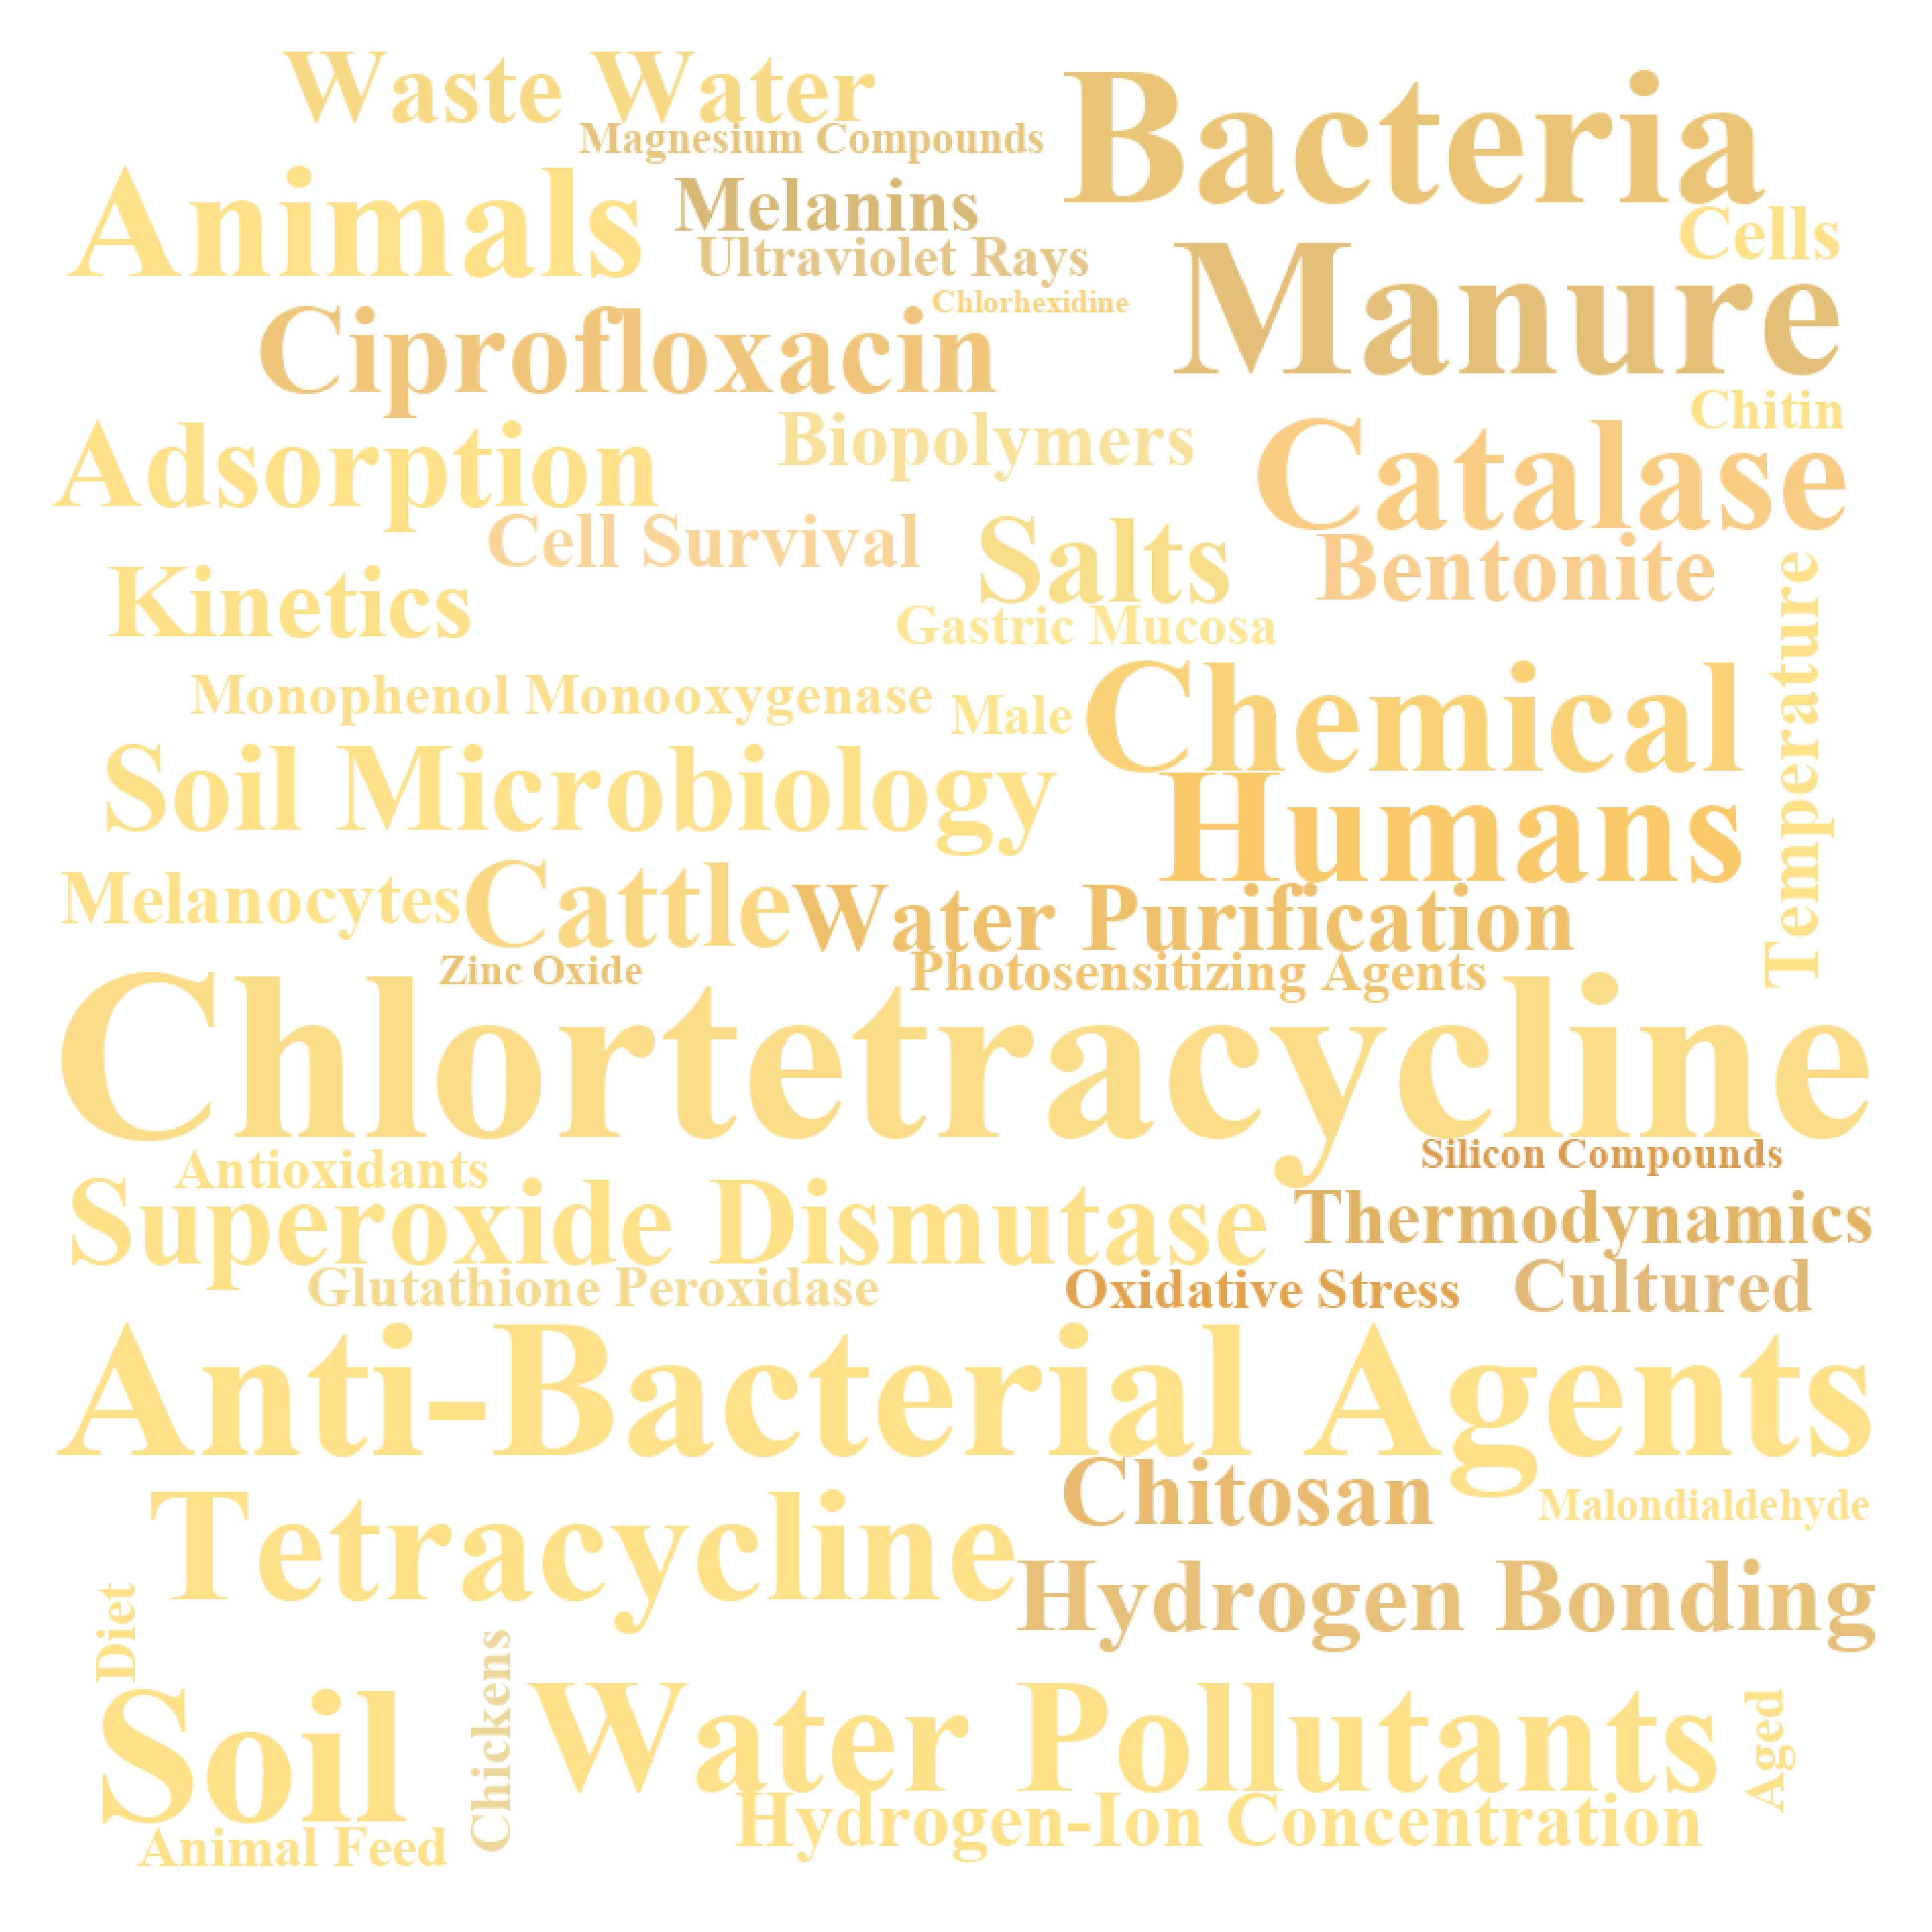 Waste Water
Bacteria
Magnesium Compounds
Animals
Melanins
Cells
Ultraviolet Rays
Manure
Chlorhexidine
Ciprofloxacin
Chitin
Adsorption
Biopolymers
Catalase
Cell Survival
Salts
Bentonite
Kinetics
Gastric Mucosa
Temperature
Monophenol Monooxygenase
Male
Chemical
Soil Microbiology
Humans
Melanocytes
Cattle
Water Purification
Zinc Oxide
Photosensitizing Agents
Chlortetracycline
Silicon Compounds
Antioxidants
Superoxide Dismutase
Thermodynamics
Glutathione Peroxidase
Oxidative Stress
Cultured
Anti-Bacterial Agents
Chitosan
Malondialdehyde
Tetracycline
Hydrogen Bonding
Diet
Soil
Chickens
Water Pollutants
Aged
Hydrogen-Ion Concentration
Animal Feed